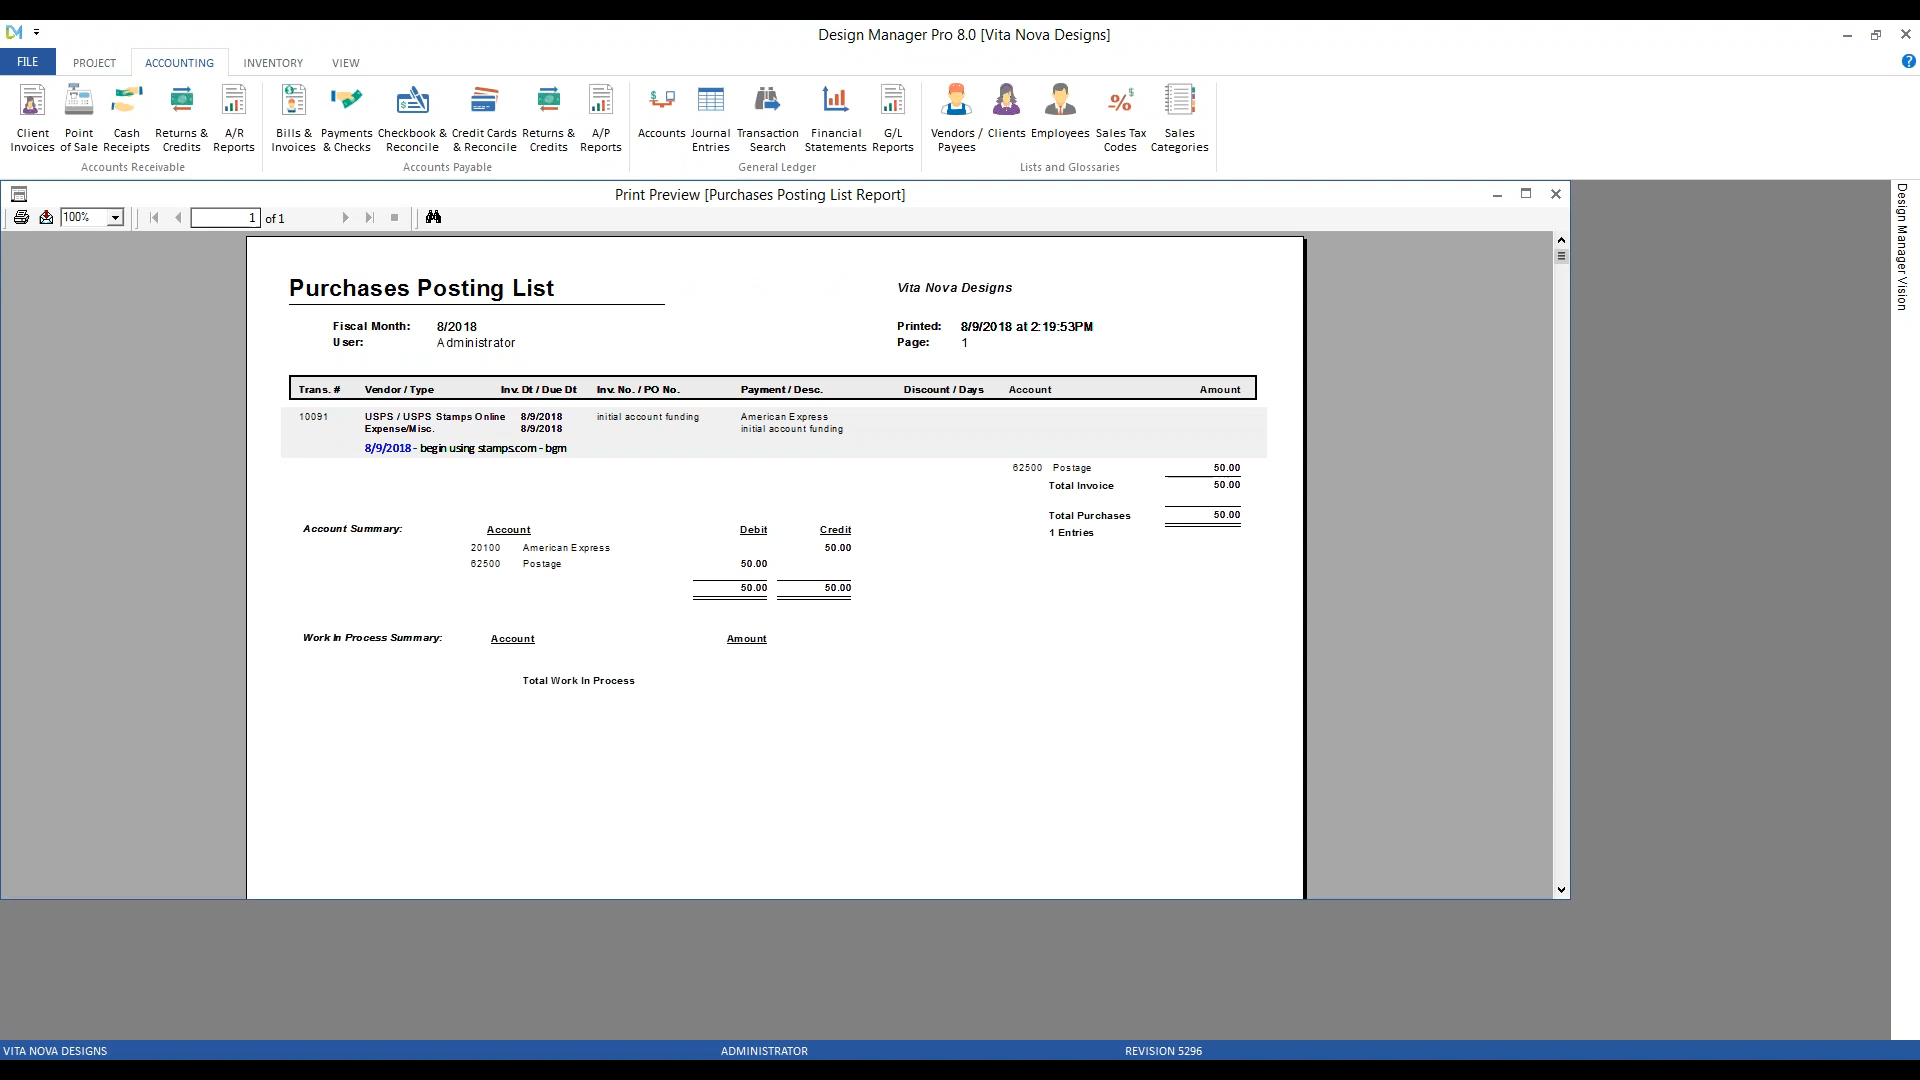 Design Manager Pro 8.0 [Vita Nova Designs]
FILE PROJECT ACCOUNTING INVENTORY VIEW
Client Invoices
Point of Sale
Cash Receipts
Returns & Credits
A/R Reports
Accounts Receivable
Bills & Invoices
Payments & Checks
Checkbook & Reconcile
Credit Cards & Reconcile
Returns & Credits
A/P Reports
Accounts Payable
Accounts
Journal Entries
Transaction Search
Financial Statements
G/L Reports
General Ledger
Vendors / Payees
Clients
Employees
Sales Tax Codes
Sales Categories
Lists and Glossaries
Print Preview [Purchases Posting List Report]
100% 1 of 1
Design Manager Vision
Purchases Posting List
Vita Nova Designs
Fiscal Month: 8/2018
Printed: 8/9/2018 at 2:19:53PM
User: Administrator
Page: 1
Trans. # Vendor / Type Inv. Dt / Due Dt Inv. No. / PO No. Payment / Desc. Discount / Days Account Amount
10091 USPS / USPS Stamps Online 8/9/2018 initial account funding American Express
Expense/Misc. 8/9/2018 initial account funding
8/9/2018 - begin using stamps.com - bgm
62500 Postage 50.00
Total Invoice 50.00
Total Purchases 50.00
1 Entries
Account Summary: Account Debit Credit
20100 American Express 50.00
62500 Postage 50.00
50.00 50.00
Work In Process Summary: Account Amount
Total Work In Process
VITA NOVA DESIGNS ADMINISTRATOR REVISION 5296